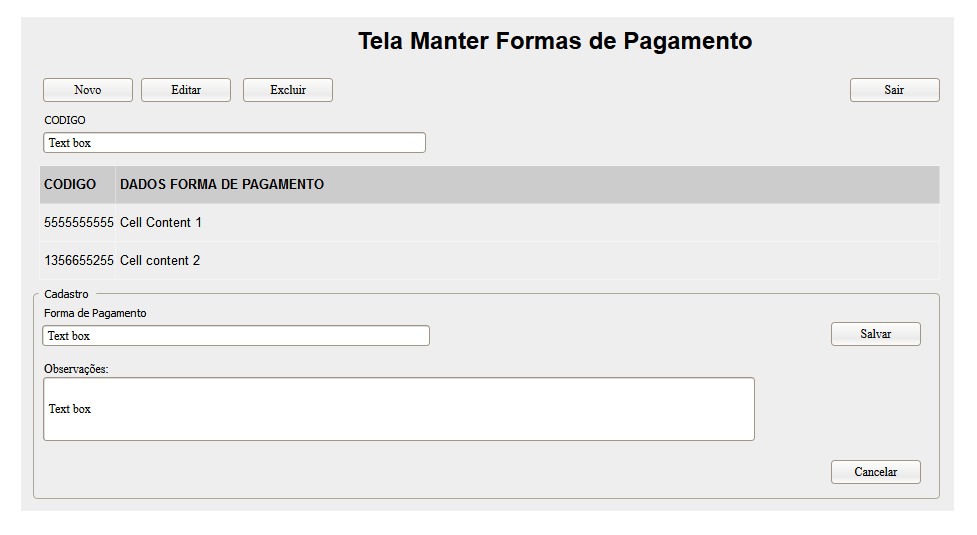 Tela Manter Formas de Pagamento
Novo Editar Excluir Sair
CODIGO
Text box
CODIGO DADOS FORMA DE PAGAMENTO
5555555555 Cell Content 1
1356655255 Cell content 2
Cadastro
Forma de Pagamento
Text box Salvar
Observações:
Text box
Cancelar